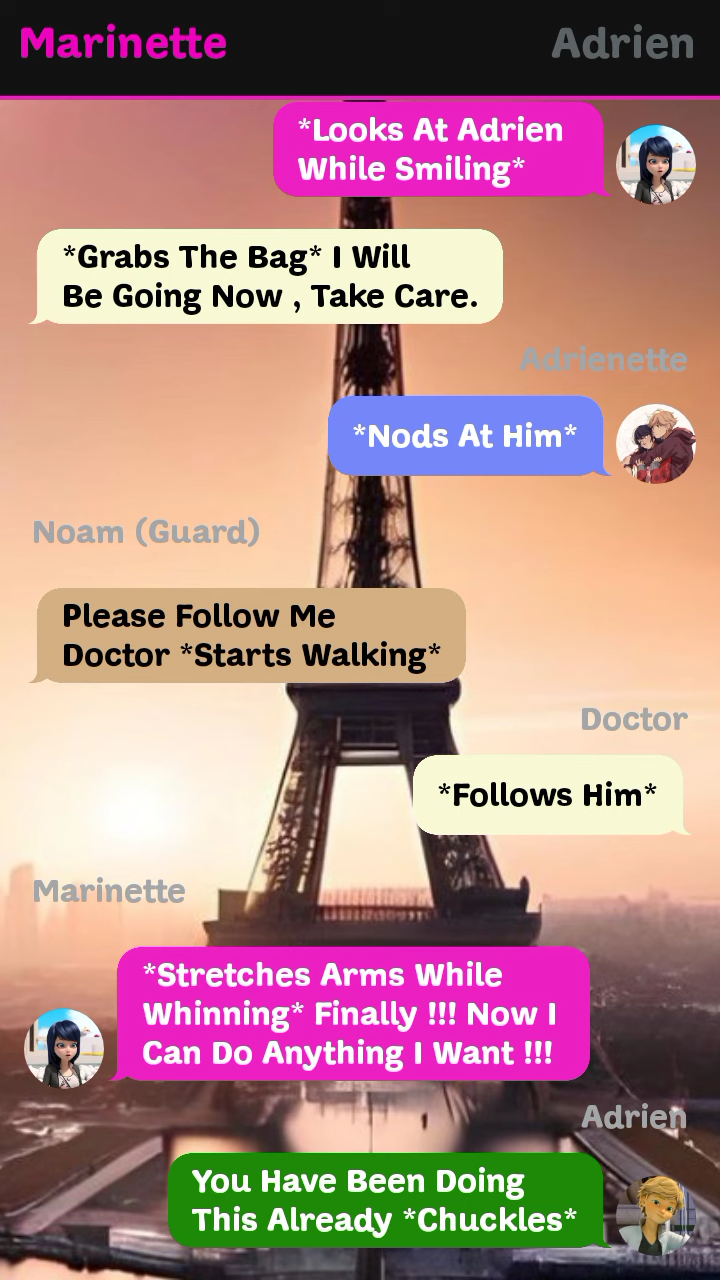 Marinette
Adrien
*Looks At Adrien
While Smiling*
*Grabs The Bag* I Will
Be Going Now , Take Care.
Adrienette
*Nods At Him*
Noam (Guard)
Please Follow Me
Doctor *Starts Walking*
Doctor
*Follows Him*
Marinette
*Stretches Arms While
Whinning* Finally !!! Now I
Can Do Anything I Want !!!
Adrien
You Have Been Doing
This Already *Chuckles*